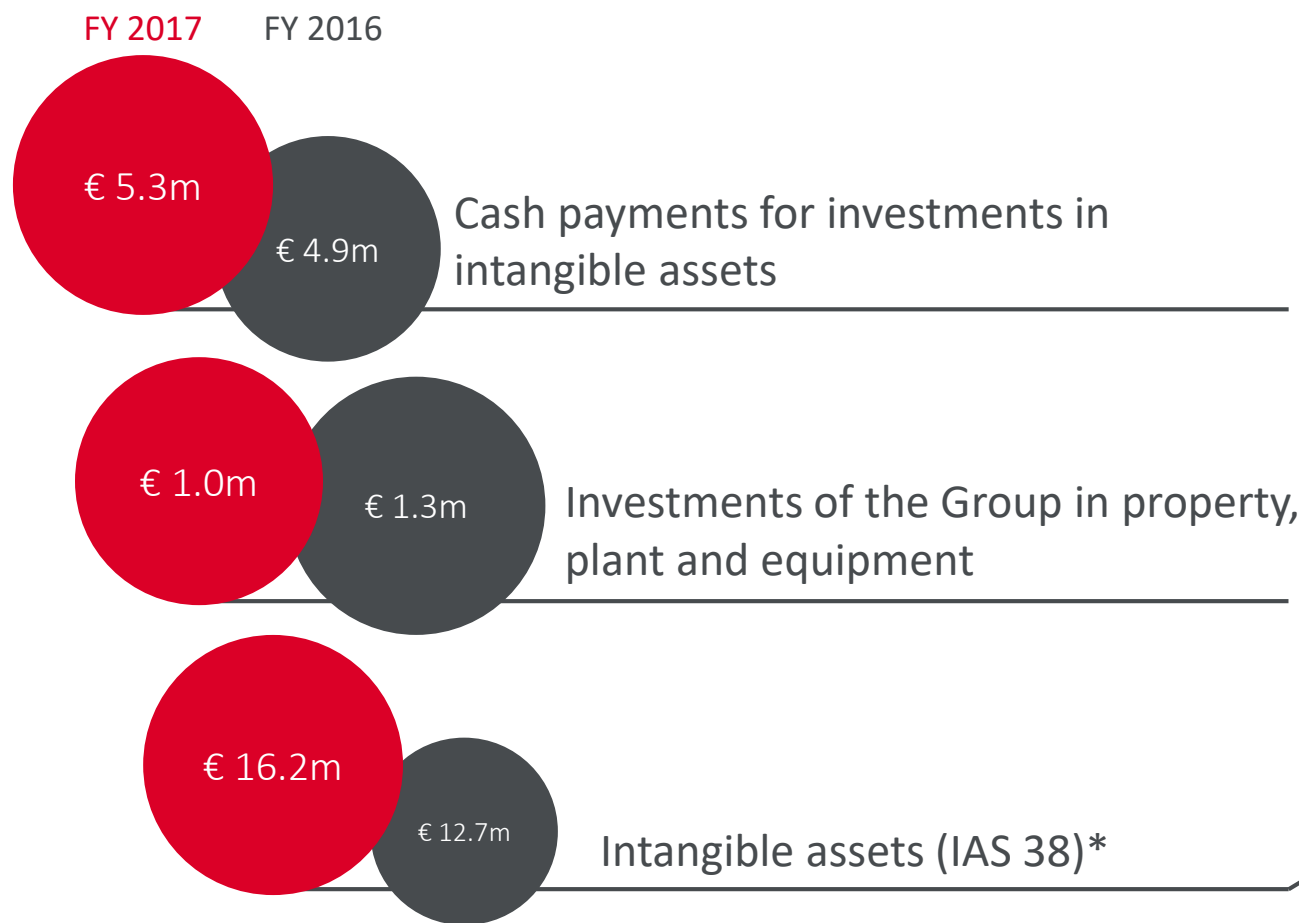 FY 2017 FY 2016
€ 5.3m
€ 4.9m
Cash payments for investments in
intangible assets
€ 1.0m
€ 1.3m
Investments of the Group in property,
plant and equipment
€ 16.2m
€ 12.7m
Intangible assets (IAS 38)*